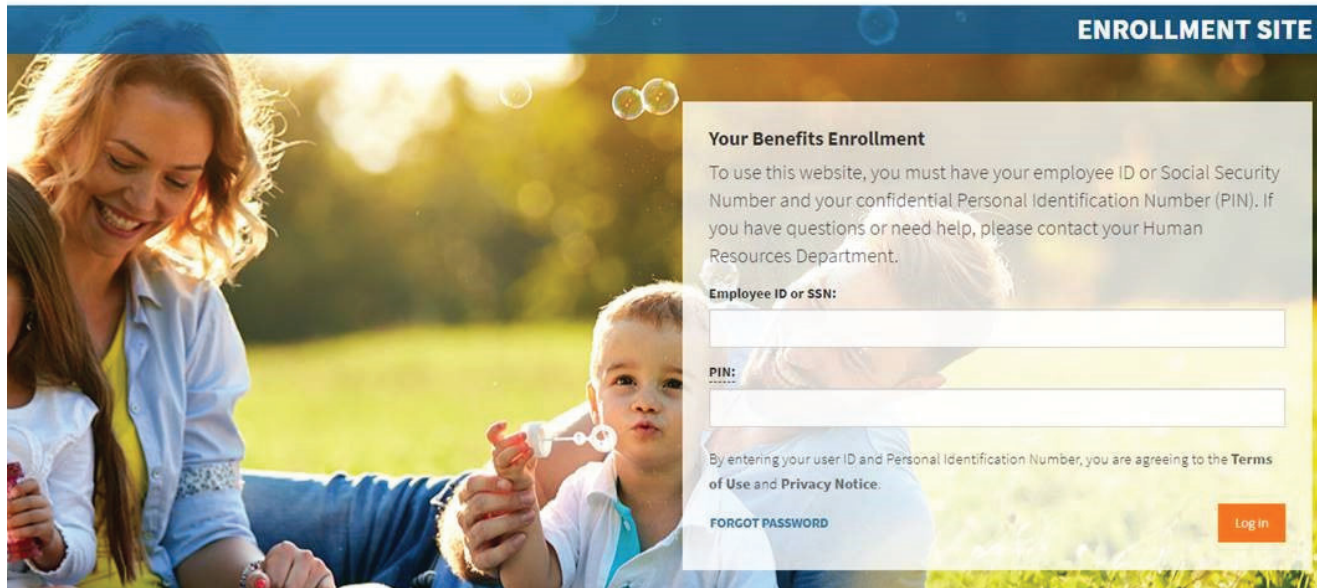 ENROLLMENT SITE
Your Benefits Enrollment
To use this website, you must have your employee ID or Social Security
Number and your confidential Personal Identification Number (PIN). If
you have questions or need help, please contact your Human
Resources Department.
Employee ID or SSN:
PIN:
By entering your user ID and Personal Identification Number, you are agreeing to the Terms
of Use and Privacy Notice.
FORGOT PASSWORD
Log in